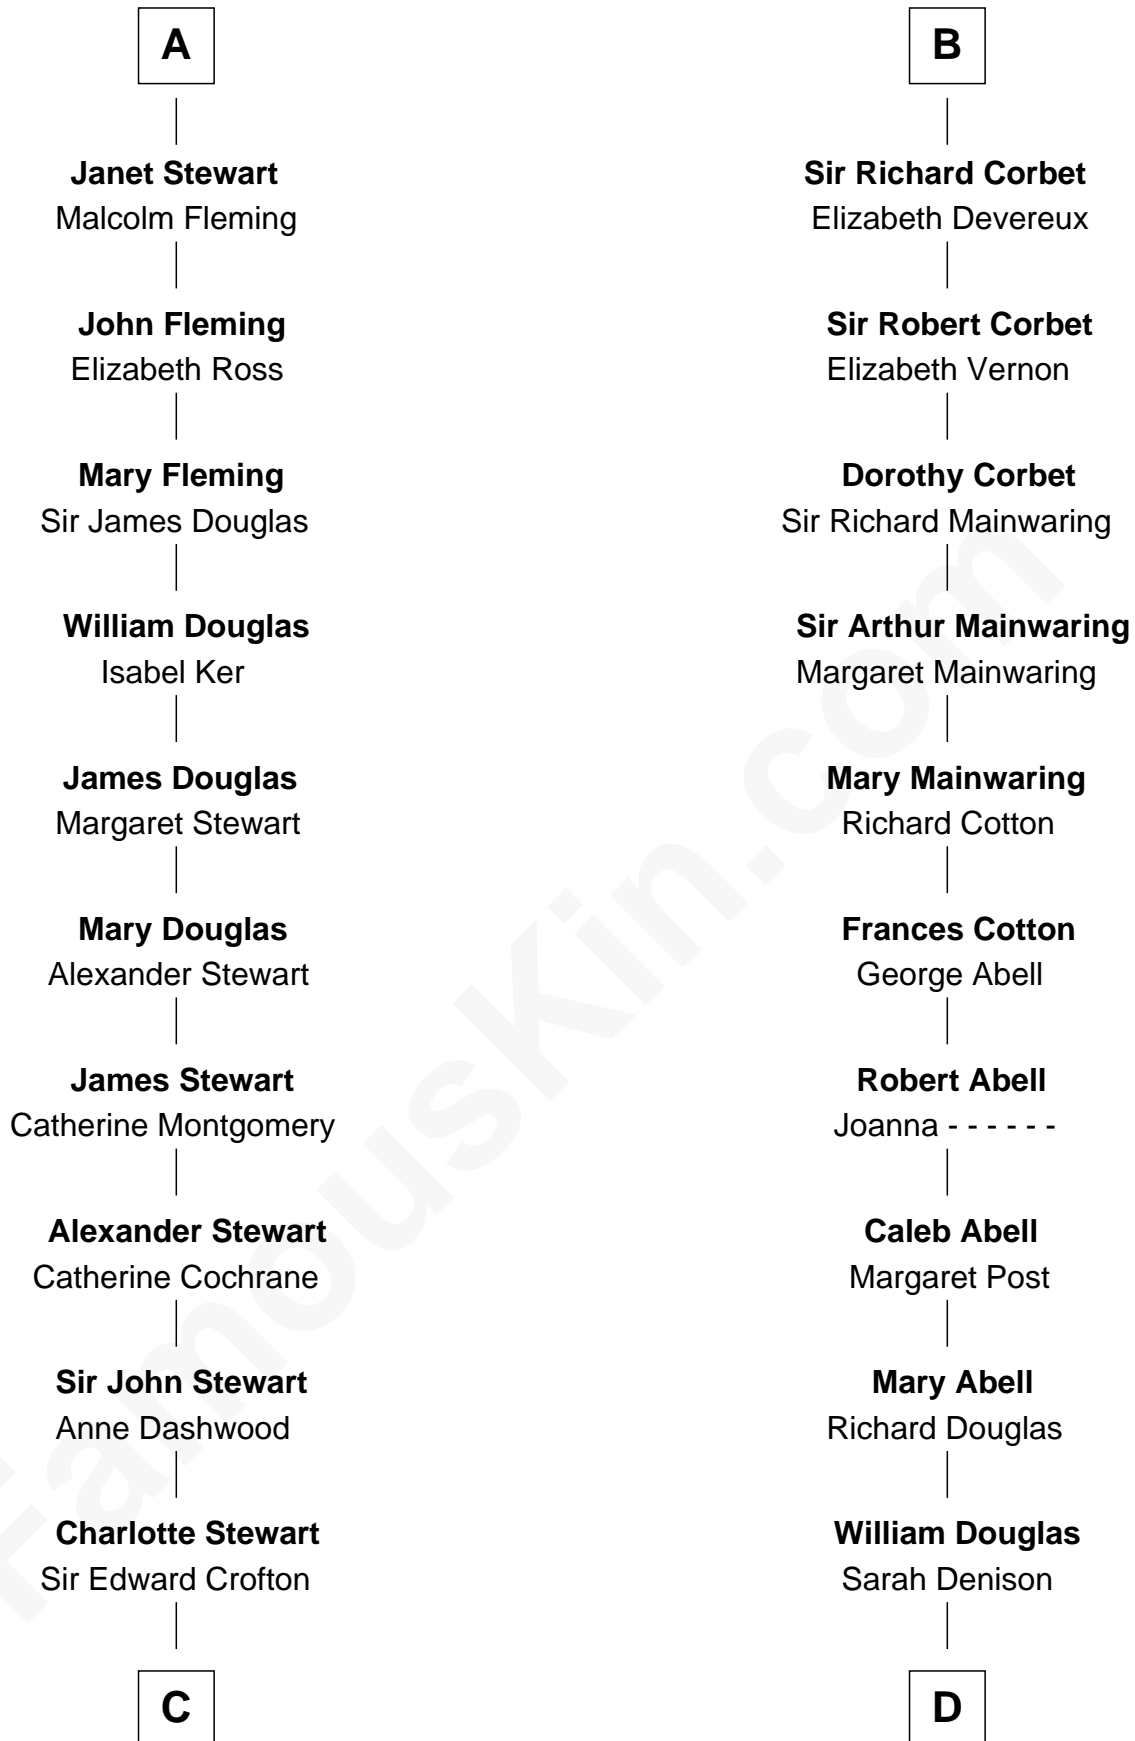 A
Janet Stewart
Malcolm Fleming
John Fleming
Elizabeth Ross
Mary Fleming
Sir James Douglas
William Douglas
Isabel Ker
James Douglas
Margaret Stewart
Mary Douglas
Alexander Stewart
James Stewart
Catherine Montgomery
Alexander Stewart
Catherine Cochrane
Sir John Stewart
Anne Dashwood
Charlotte Stewart
Sir Edward Crofton
C
B
Sir Richard Corbet
Elizabeth Devereux
Sir Robert Corbet
Elizabeth Vernon
Dorothy Corbet
Sir Richard Mainwaring
Sir Arthur Mainwaring
Margaret Mainwaring
Mary Mainwaring
Richard Cotton
Frances Cotton
George Abell
Robert Abell
Joanna - - - - - -
Caleb Abell
Margaret Post
Mary Abell
Richard Douglas
William Douglas
Sarah Denison
D
FamousKin.com